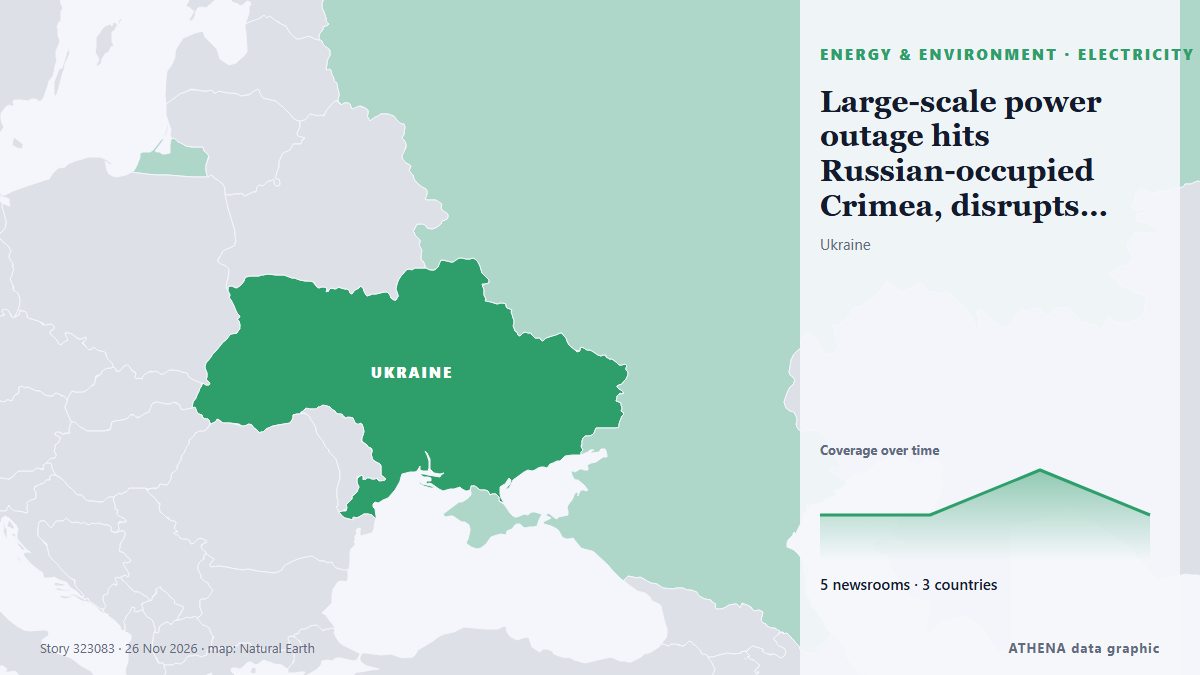 ENERGY & ENVIRONMENT · ELECTRICITY
Large-scale power
outage hits
Russian-occupied
Crimea, disrupts...
Ukraine
UKRAINE
Coverage over time
5 newsrooms · 3 countries
Story 323083 · 26 Nov 2026 · map: Natural Earth
ATHENA data graphic